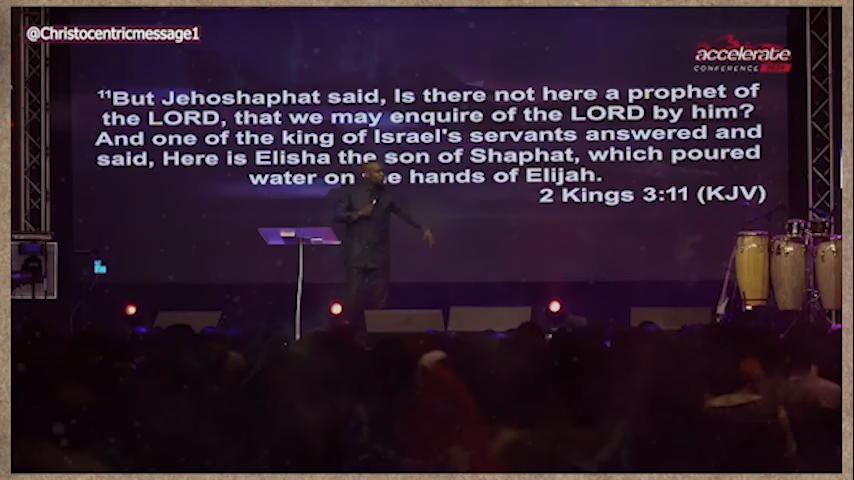 @Christocentricmessage1
accelerate
CONFERENCE
¹¹But Jehoshaphat said, Is there not here a prophet of
the LORD, that we may enquire of the LORD by him?
And one of the king of Israel's servants answered and
said, Here is Elisha the son of Shaphat, which poured
water on hands of Elijah.
2 Kings 3:11 (KJV)